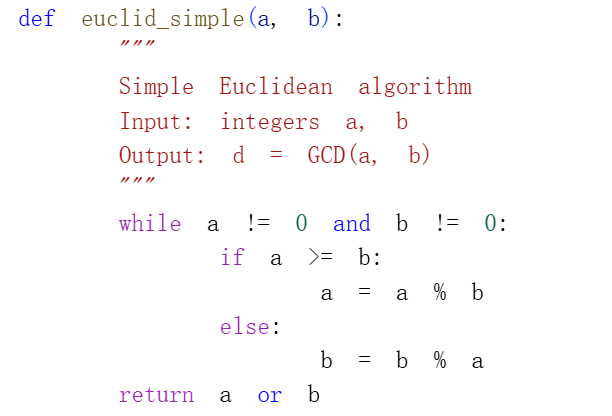 def euclid_simple(a, b):
"""
Simple Euclidean algorithm
Input: integers a, b
Output: d = GCD(a, b)
"""
while a != 0 and b != 0:
if a >= b:
a = a % b
else:
b = b % a
return a or b